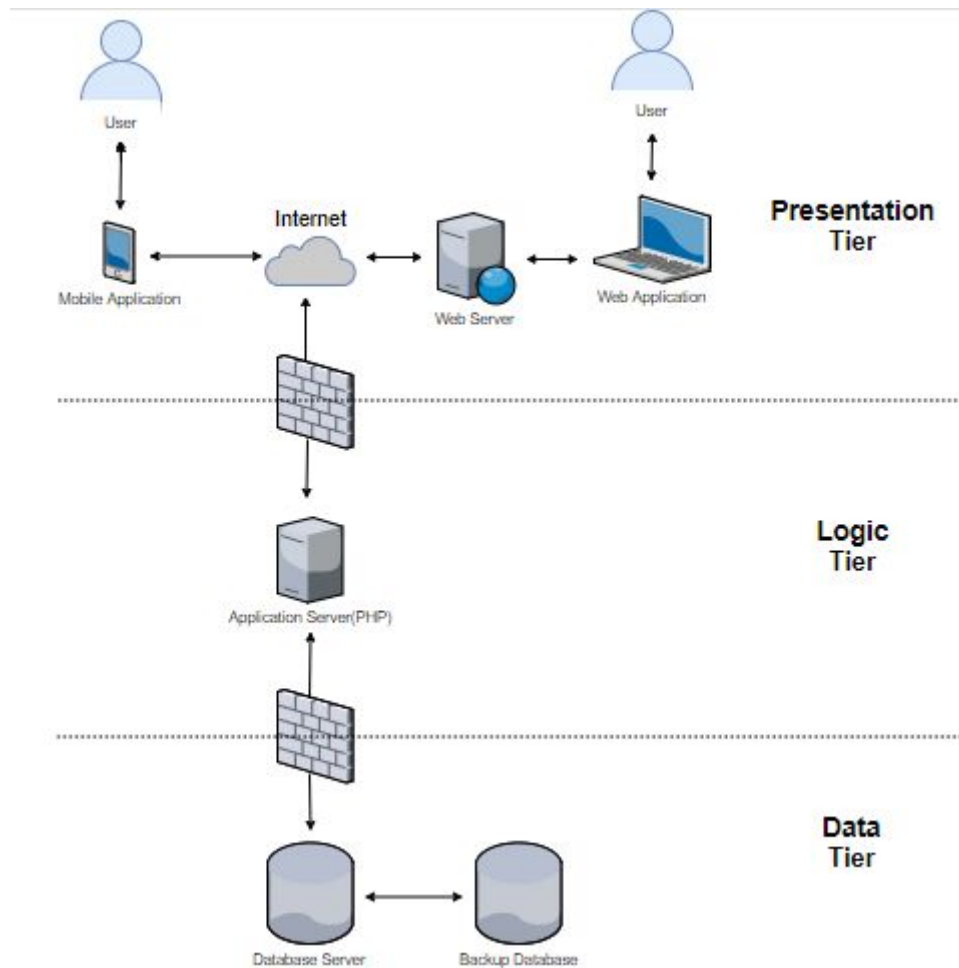 User
User
Internet
Mobile Application
Web Server
Web Application
Presentation
Tier
Application Server(PHP)
Logic
Tier
Data
Tier
Database Server
Backup Database